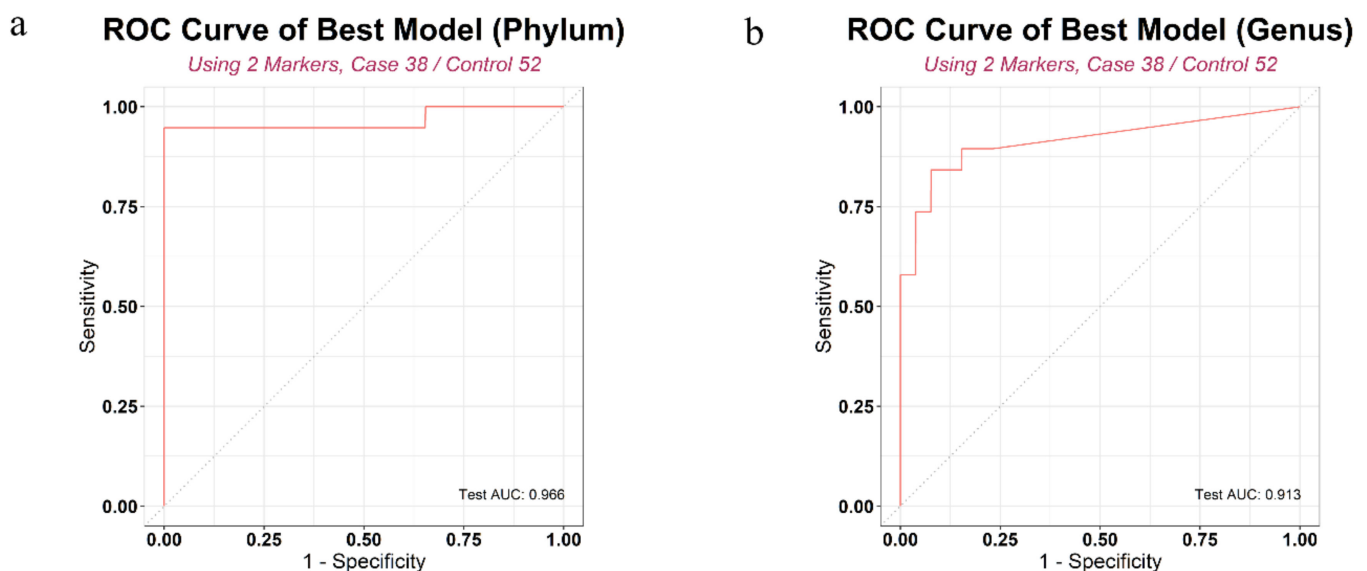 a
ROC Curve of Best Model (Phylum)
Using 2 Markers, Case 38 / Control 52
1.00
0.75
0.50
0.25
0.00
Sensitivity
Test AUC: 0.966
0.00 0.25 0.50 0.75 1.00
1 - Specificity
b
ROC Curve of Best Model (Genus)
Using 2 Markers, Case 38 / Control 52
1.00
0.75
0.50
0.25
0.00
Sensitivity
Test AUC: 0.913
0.00 0.25 0.50 0.75 1.00
1 - Specificity